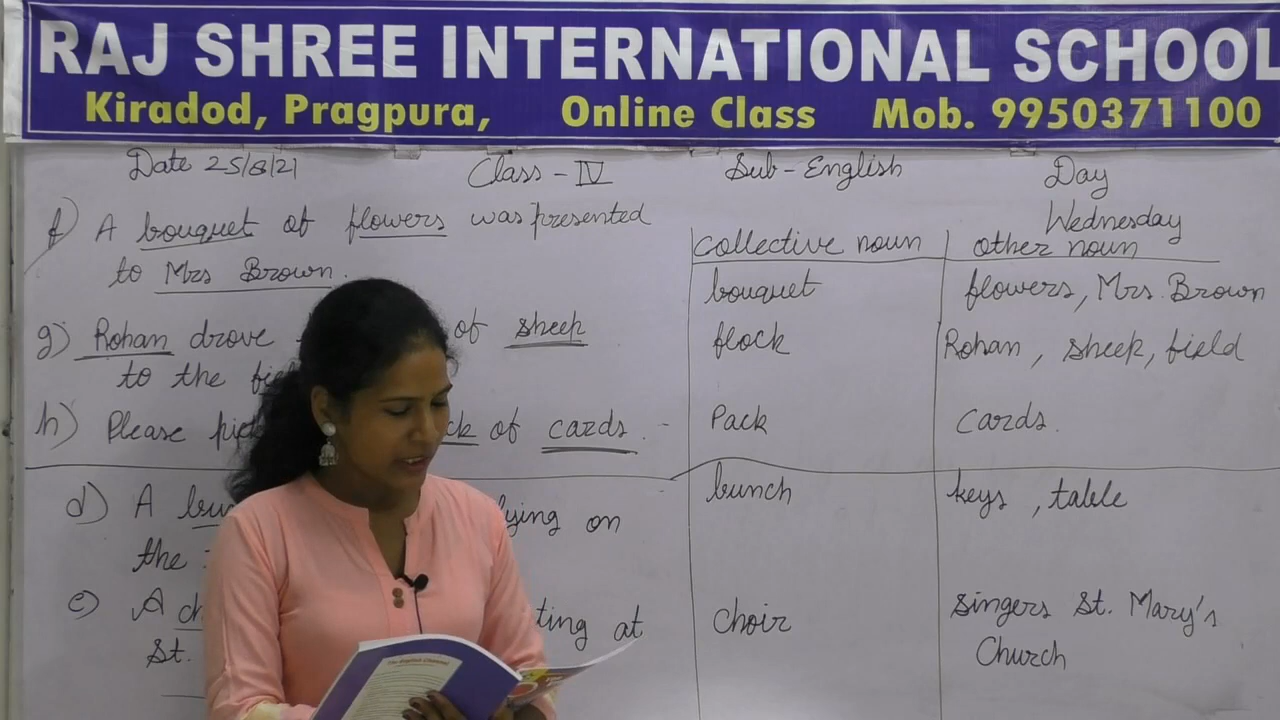 RAJ SHREE INTERNATIONAL SCHOOL
Kiradod, Pragpura, Online Class Mob. 9950371100
Date 25/8/21 Class - IV Sub - English Day
Wednesday
f) A bouquet of flowers was presented
to Mrs Brown.
collective noun other noun
bouquet flowers, Mrs. Brown
g) Rohan drove of sheep
to the
flock Rohan, sheep, field
h) Please of cards.
Pack Cards.
d) A lying on
the
bunch keys, table
e) A at
St.
choir Singers St. Mary's
Church